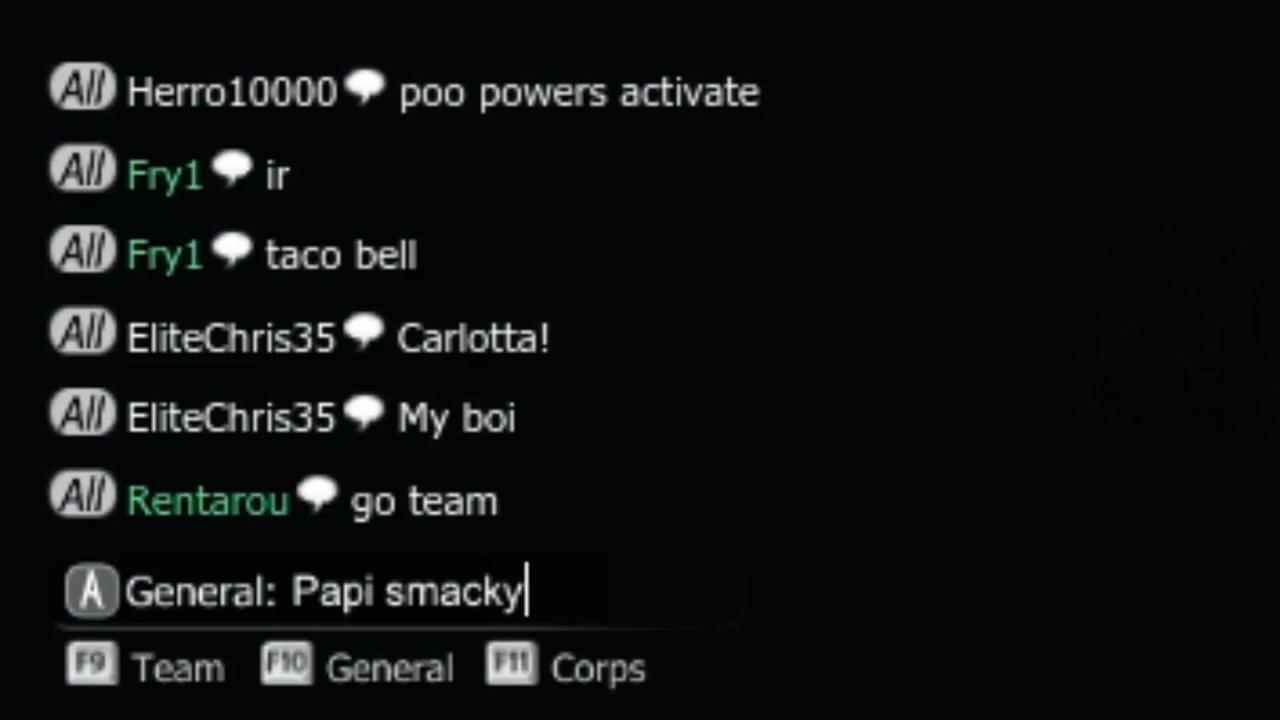 All Herro10000 poo powers activate
All Fry1 ir
All Fry1 taco bell
All EliteChris35 Carlotta!
All EliteChris35 My boi
All Rentarou go team
A General: Papi smacky
F9 Team F10 General F11 Corps